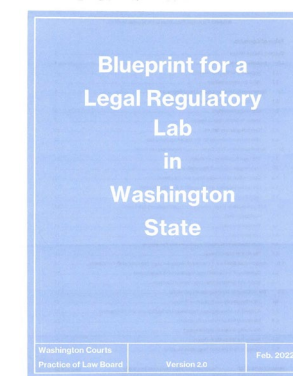 Blueprint for a
Legal Regulatory
Lab
in
Washington
State
Washington Courts
Practice of Law Board
Version 2.0
Feb. 2022